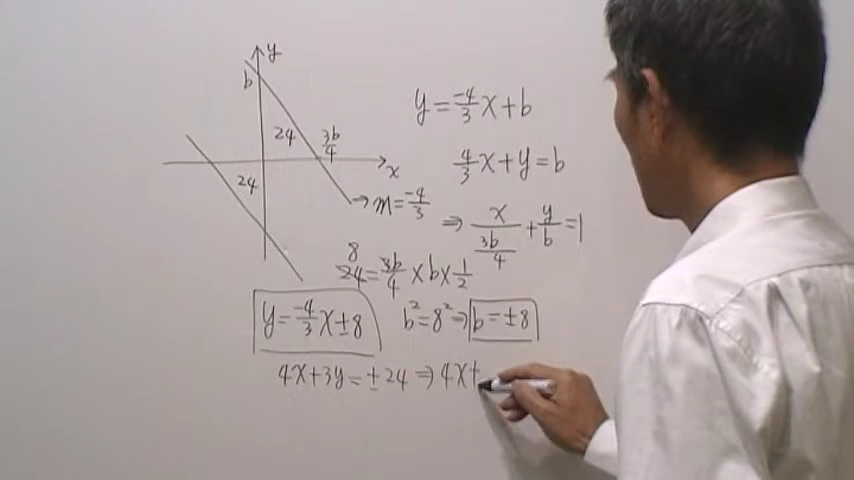 y
b
24
3b/4
x
24
→ m = -4/3
y = -4/3 x + b
4/3 x + y = b
⇒ x/(3b/4) + y/b = 1
8
24 = 3b/4 × b × 1/2
y = -4/3 x ± 8
b² = 8² ⇒ b = ± 8
4x + 3y = ± 24 ⇒ 4x +